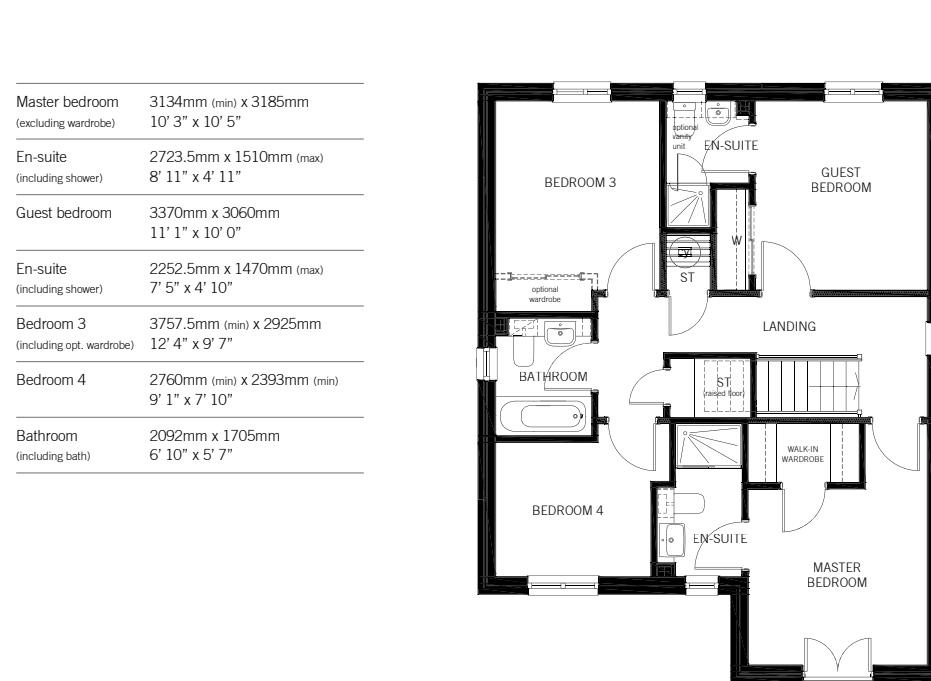 Master bedroom 3134mm (min) x 3185mm
(excluding wardrobe) 10’ 3” x 10’ 5”
En-suite 2723.5mm x 1510mm (max)
(including shower) 8’ 11” x 4’ 11”
Guest bedroom 3370mm x 3060mm
11’ 1” x 10’ 0”
En-suite 2252.5mm x 1470mm (max)
(including shower) 7’ 5” x 4’ 10”
Bedroom 3 3757.5mm (min) x 2925mm
(including opt. wardrobe) 12’ 4” x 9’ 7”
Bedroom 4 2760mm (min) x 2393mm (min)
9’ 1” x 7’ 10”
Bathroom 2092mm x 1705mm
(including bath) 6’ 10” x 5’ 7”
optional
vanity
unit
EN-SUITE
BEDROOM 3
GUEST
BEDROOM
W
ST
optional
wardrobe
LANDING
BATHROOM
ST
(raised floor)
WALK-IN
WARDROBE
BEDROOM 4
EN-SUITE
MASTER
BEDROOM